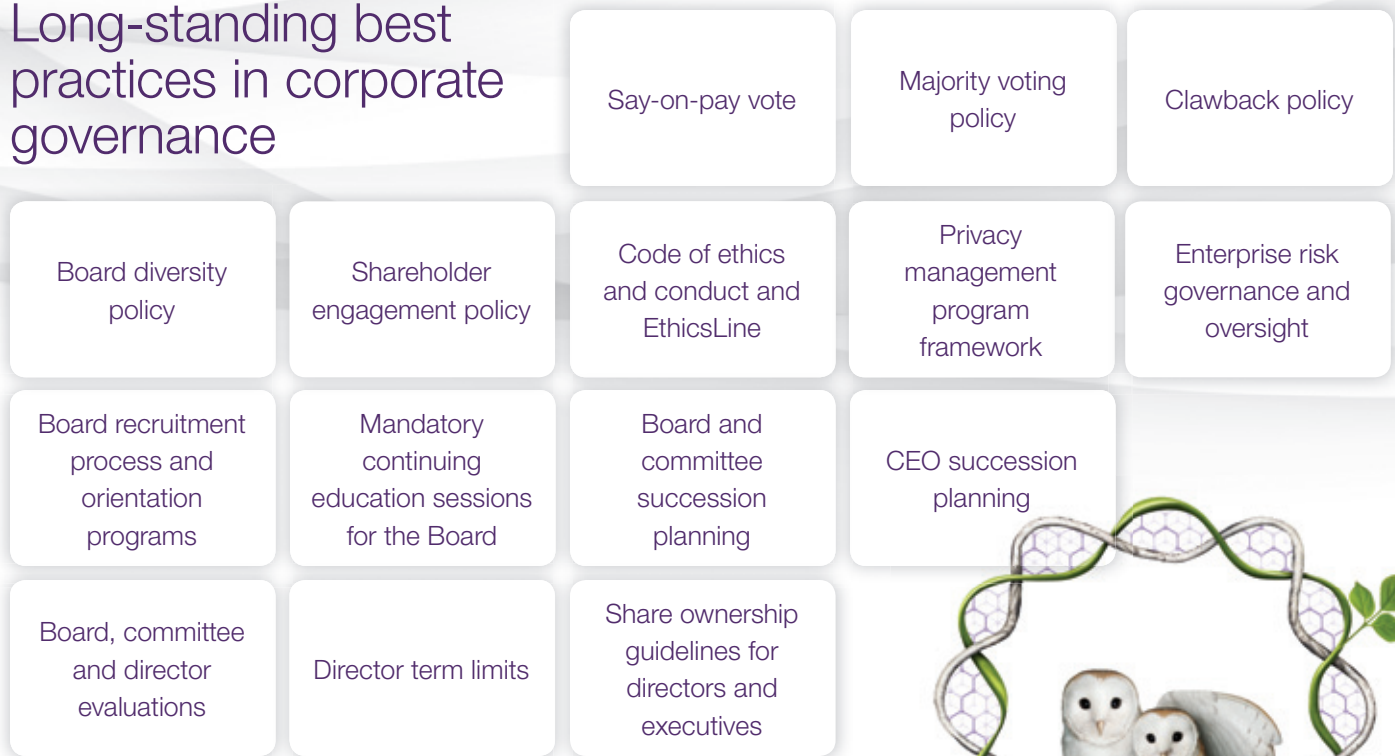 Long-standing best
practices in corporate
governance
Say-on-pay vote
Majority voting
policy
Clawback policy
Board diversity
policy
Shareholder
engagement policy
Code of ethics
and conduct and
EthicsLine
Privacy
management
program
framework
Enterprise risk
governance and
oversight
Board recruitment
process and
orientation
programs
Mandatory
continuing
education sessions
for the Board
Board and
committee
succession
planning
CEO succession
planning
Board, committee
and director
evaluations
Director term limits
Share ownership
guidelines for
directors and
executives